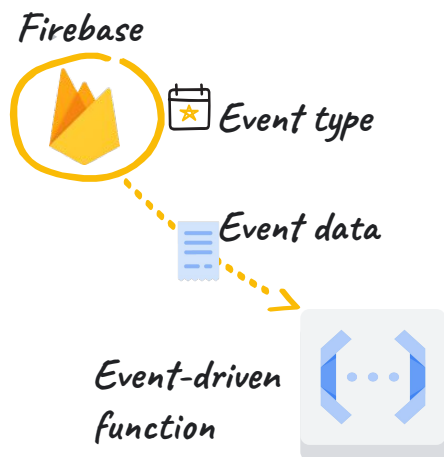 Firebase
Event type
Event data
Event-driven
function